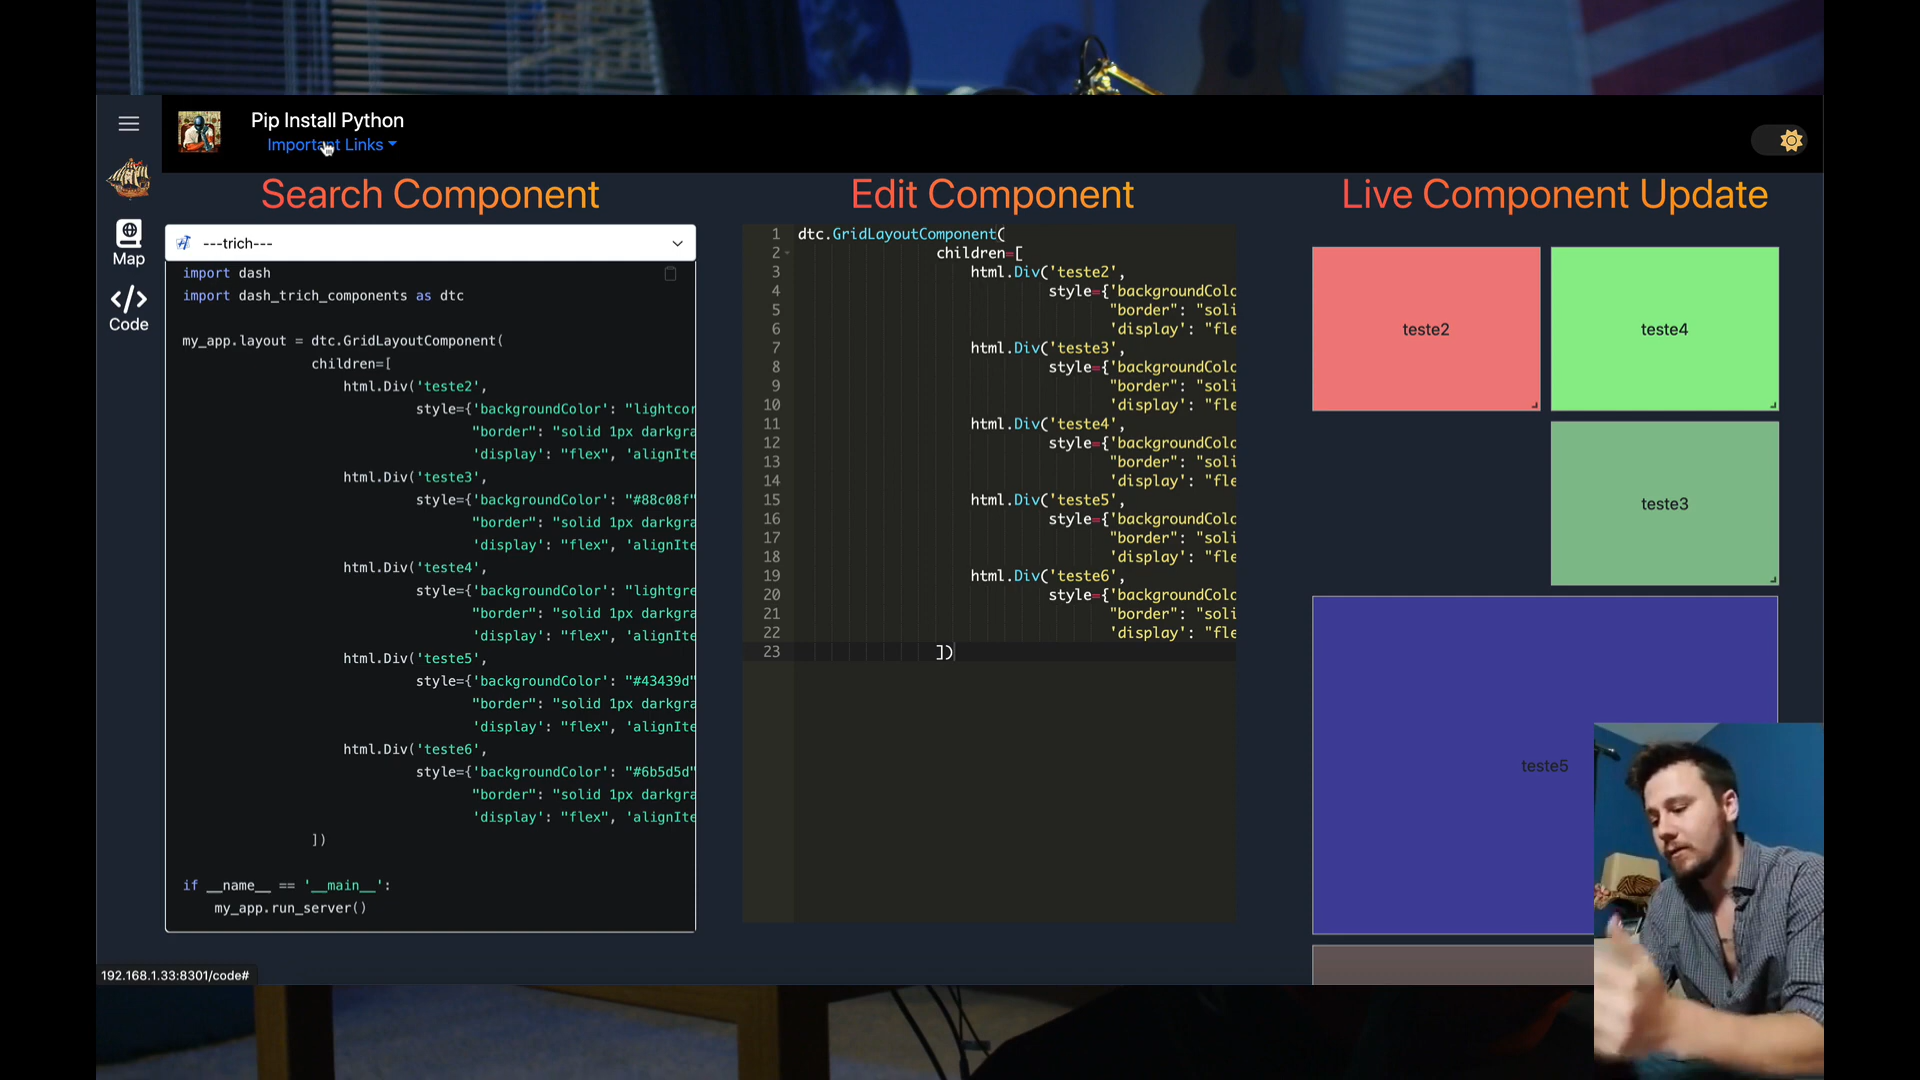 Pip Install Python
Important Links
Map
Code
Search Component
---trich---
import dash
import dash_trich_components as dtc
my_app.layout = dtc.GridLayoutComponent(
children=[
html.Div('teste2',
style={'backgroundColor': "lightcor
"border": "solid 1px darkgra
'display': "flex", 'alignIte
html.Div('teste3',
style={'backgroundColor': "#88c08f"
"border": "solid 1px darkgra
'display': "flex", 'alignIte
html.Div('teste4',
style={'backgroundColor': "lightgre
"border": "solid 1px darkgra
'display': "flex", 'alignIte
html.Div('teste5',
style={'backgroundColor': "#43439d"
"border": "solid 1px darkgra
'display': "flex", 'alignIte
html.Div('teste6',
style={'backgroundColor': "#6b5d5d"
"border": "solid 1px darkgra
'display': "flex", 'alignIte
])
if __name__ == '__main__':
my_app.run_server()
Edit Component
1 dtc.GridLayoutComponent(
2 children=[
3 html.Div('teste2',
4 style={'backgroundColo
5 "border": "soli
6 'display': "fle
7 html.Div('teste3',
8 style={'backgroundColo
9 "border": "soli
10 'display': "fle
11 html.Div('teste4',
12 style={'backgroundColo
13 "border": "soli
14 'display': "fle
15 html.Div('teste5',
16 style={'backgroundColo
17 "border": "soli
18 'display': "fle
19 html.Div('teste6',
20 style={'backgroundColo
21 "border": "soli
22 'display': "fle
23 ])
Live Component Update
teste2
teste4
teste3
teste5
192.168.1.33:8301/code#